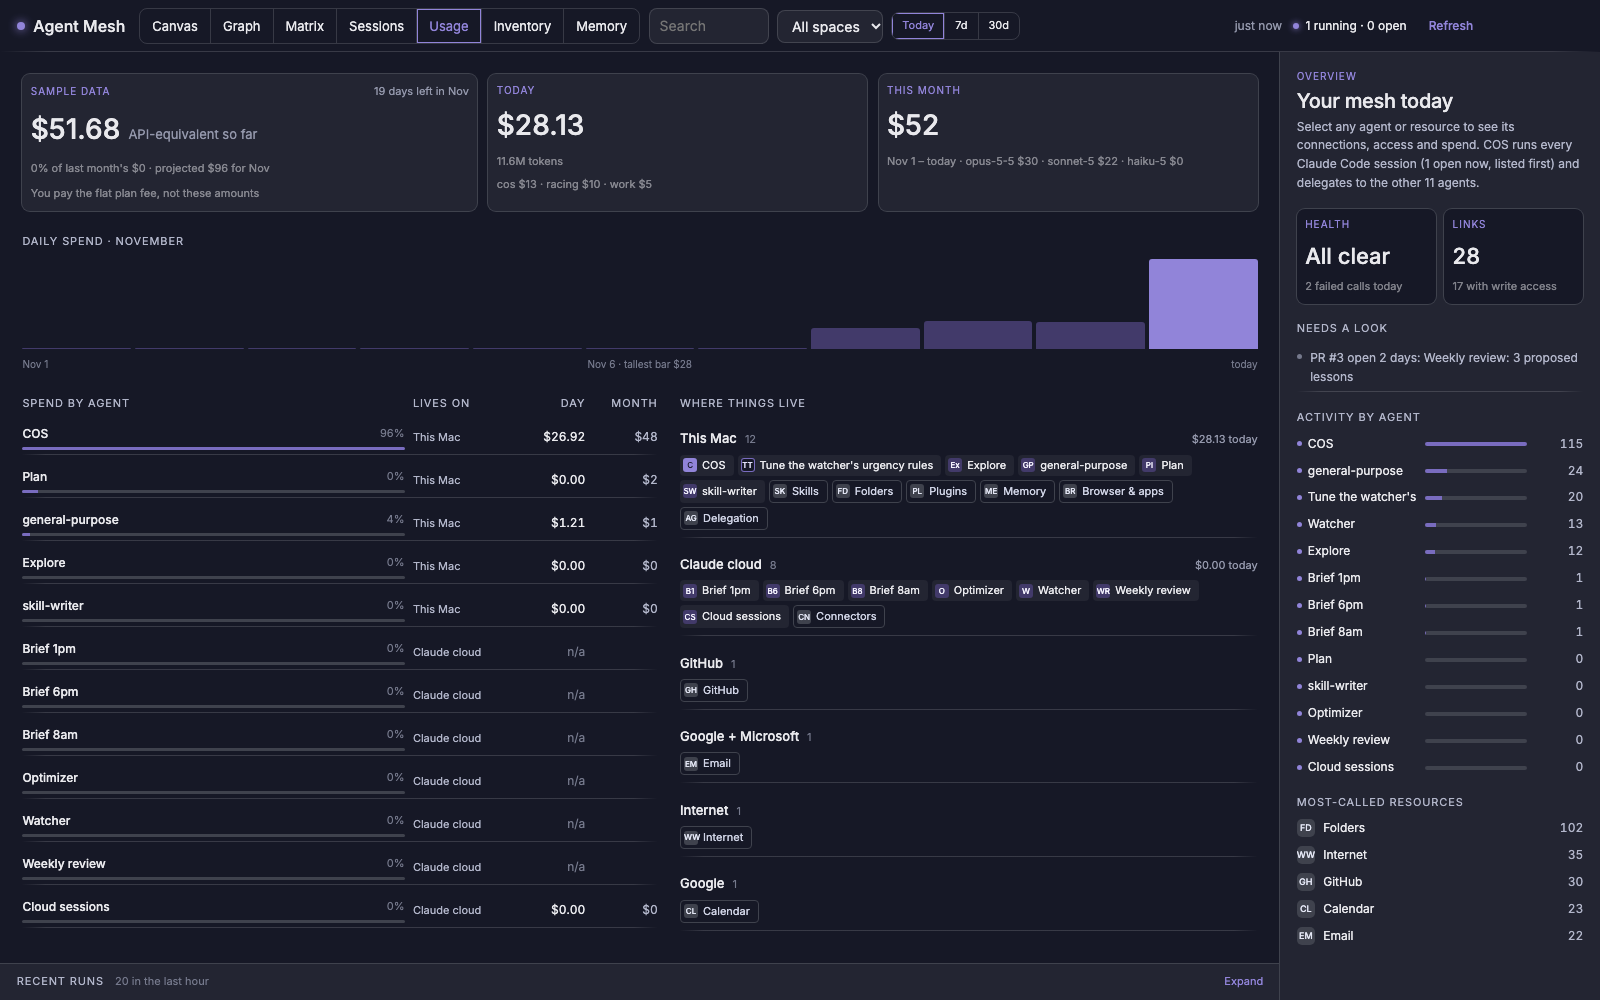 Agent Mesh
Canvas Graph Matrix Sessions Usage Inventory Memory
Search
All spaces
Today 7d 30d
just now 1 running · 0 open Refresh
SAMPLE DATA 19 days left in Nov
$51.68 API-equivalent so far
0% of last month's $0 · projected $96 for Nov
You pay the flat plan fee, not these amounts
TODAY
$28.13
11.6M tokens
cos $13 · racing $10 · work $5
THIS MONTH
$52
Nov 1 – today · opus-5-5 $30 · sonnet-5 $22 · haiku-5 $0
DAILY SPEND · NOVEMBER
Nov 1 Nov 6 · tallest bar $28 today
SPEND BY AGENT LIVES ON DAY MONTH
COS 96% This Mac $26.92 $48
Plan 0% This Mac $0.00 $2
general-purpose 4% This Mac $1.21 $1
Explore 0% This Mac $0.00 $0
skill-writer 0% This Mac $0.00 $0
Brief 1pm 0% Claude cloud n/a
Brief 6pm 0% Claude cloud n/a
Brief 8am 0% Claude cloud n/a
Optimizer 0% Claude cloud n/a
Watcher 0% Claude cloud n/a
Weekly review 0% Claude cloud n/a
Cloud sessions 0% Claude cloud $0.00 $0
WHERE THINGS LIVE
This Mac 12 $28.13 today
C COS TT Tune the watcher's urgency rules Ex Explore GP general-purpose Pl Plan
SW skill-writer SK Skills FD Folders PL Plugins ME Memory BR Browser & apps
AG Delegation
Claude cloud 8 $0.00 today
B1 Brief 1pm B6 Brief 6pm B8 Brief 8am O Optimizer W Watcher WR Weekly review
CS Cloud sessions CN Connectors
GitHub 1
GH GitHub
Google + Microsoft 1
EM Email
Internet 1
WW Internet
Google 1
CL Calendar
RECENT RUNS 20 in the last hour Expand
OVERVIEW
Your mesh today
Select any agent or resource to see its
connections, access and spend. COS runs every
Claude Code session (1 open now, listed first) and
delegates to the other 11 agents.
HEALTH
All clear
2 failed calls today
LINKS
28
17 with write access
NEEDS A LOOK
PR #3 open 2 days: Weekly review: 3 proposed
lessons
ACTIVITY BY AGENT
COS 115
general-purpose 24
Tune the watcher's 20
Watcher 13
Explore 12
Brief 1pm 1
Brief 6pm 1
Brief 8am 1
Plan 0
skill-writer 0
Optimizer 0
Weekly review 0
Cloud sessions 0
MOST-CALLED RESOURCES
FD Folders 102
WW Internet 35
GH GitHub 30
CL Calendar 23
EM Email 22